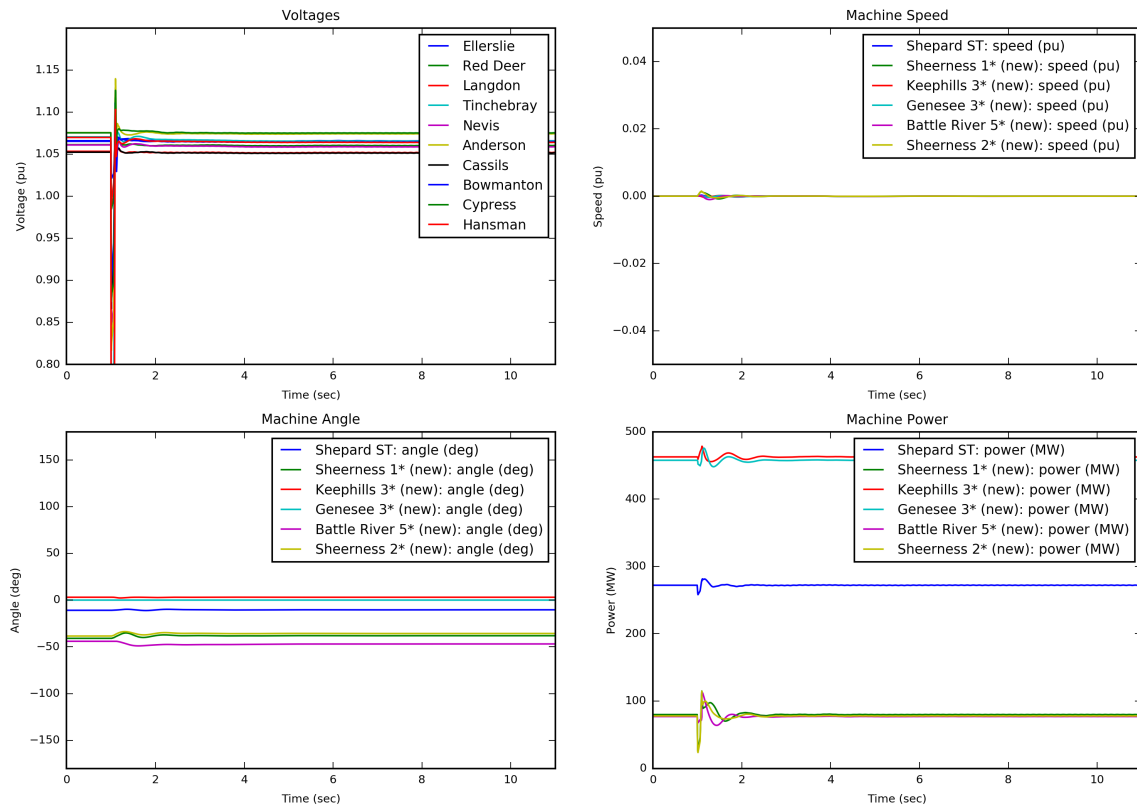 Voltages
1.15
1.10
1.05
1.00
0.95
0.90
0.85
0.80
Voltage (pu)
Ellerslie
Red Deer
Langdon
Tinchebray
Nevis
Anderson
Cassils
Bowmanton
Cypress
Hansman
0 2 4 6 8 10
Time (sec)
Machine Speed
0.04
0.02
0.00
−0.02
−0.04
Speed (pu)
Shepard ST: speed (pu)
Sheerness 1* (new): speed (pu)
Keephills 3* (new): speed (pu)
Genesee 3* (new): speed (pu)
Battle River 5* (new): speed (pu)
Sheerness 2* (new): speed (pu)
0 2 4 6 8 10
Time (sec)
Machine Angle
150
100
50
0
−50
−100
−150
Angle (deg)
Shepard ST: angle (deg)
Sheerness 1* (new): angle (deg)
Keephills 3* (new): angle (deg)
Genesee 3* (new): angle (deg)
Battle River 5* (new): angle (deg)
Sheerness 2* (new): angle (deg)
0 2 4 6 8 10
Time (sec)
Machine Power
500
400
300
200
100
0
Power (MW)
Shepard ST: power (MW)
Sheerness 1* (new): power (MW)
Keephills 3* (new): power (MW)
Genesee 3* (new): power (MW)
Battle River 5* (new): power (MW)
Sheerness 2* (new): power (MW)
0 2 4 6 8 10
Time (sec)